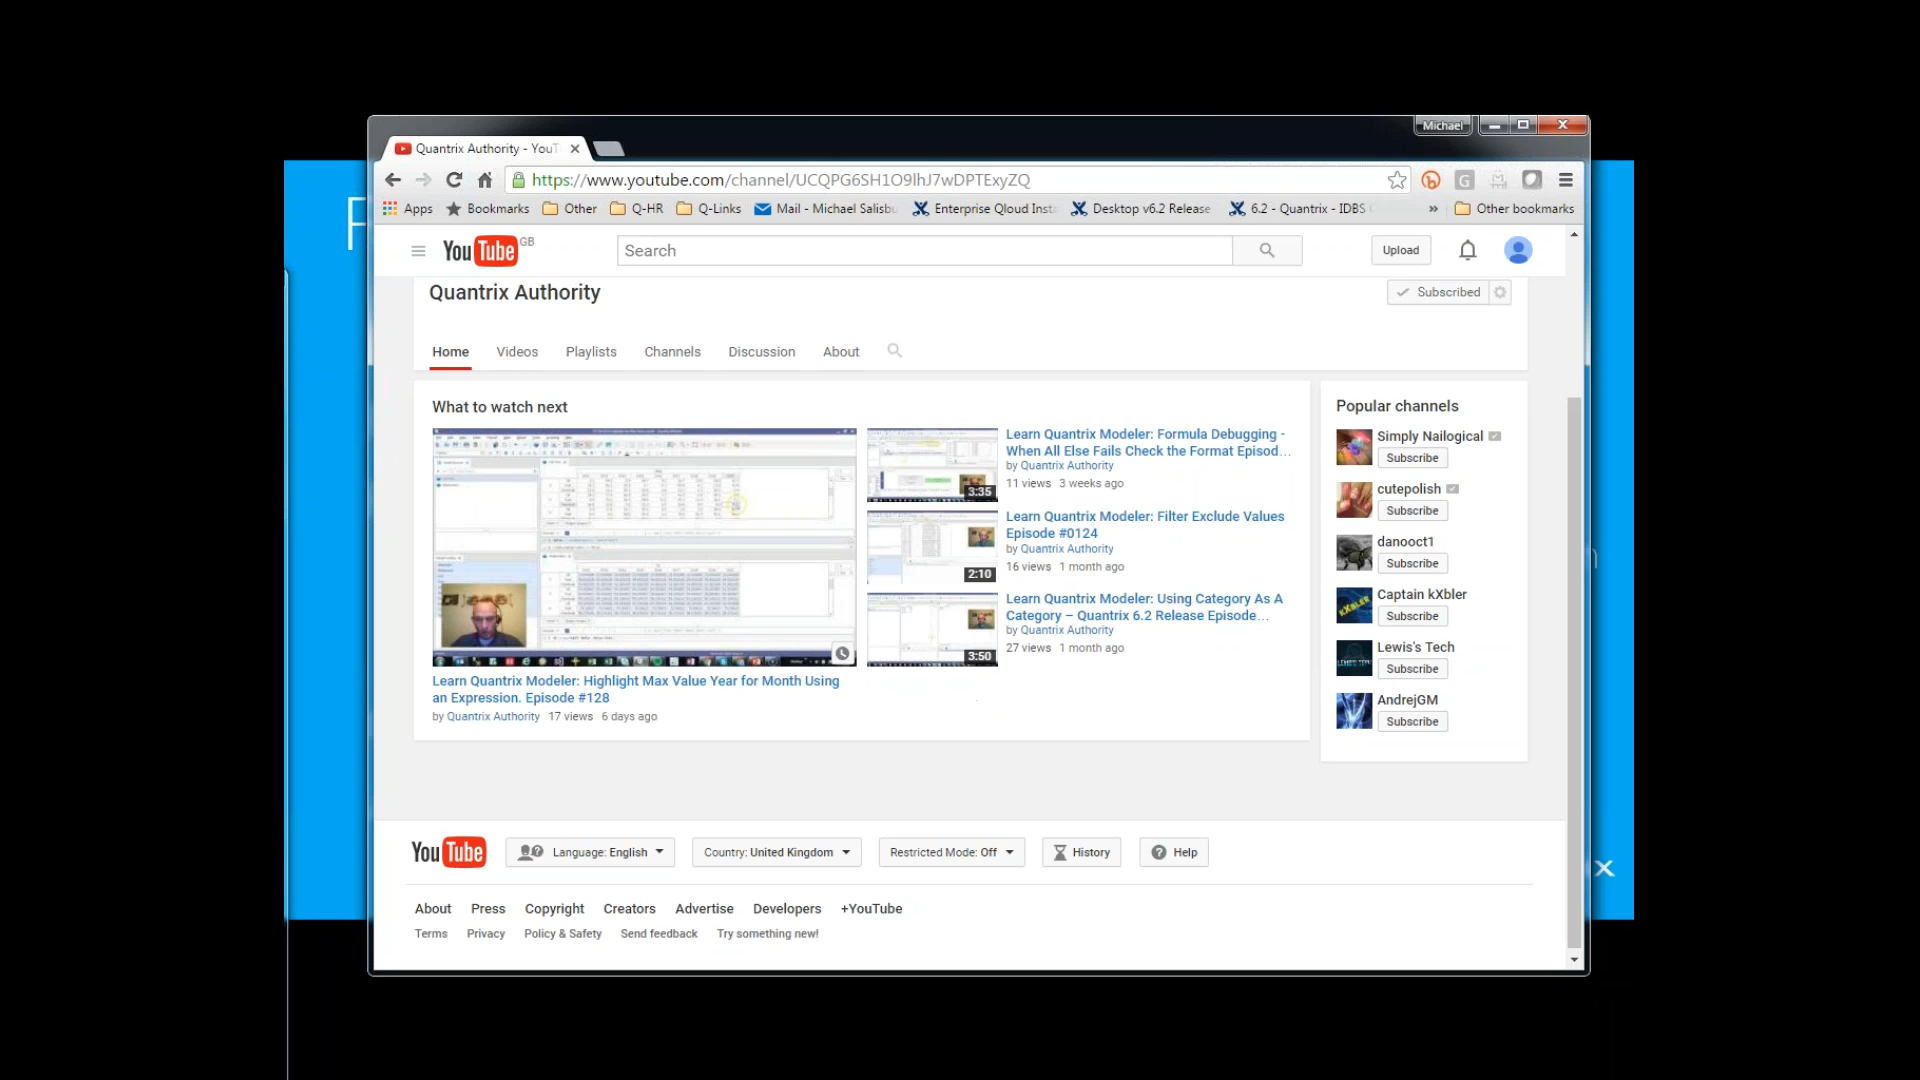 Michael
Quantrix Authority - YouT
https://www.youtube.com/channel/UCQPG6SH1O9lhJ7wDPTExyZQ
Apps Bookmarks Other Q-HR Q-Links Mail - Michael Salisbu Enterprise Qloud Inst Desktop v6.2 Release 6.2 - Quantrix - IDBS » Other bookmarks
F
YouTube GB Search Upload
Quantrix Authority Subscribed
Home Videos Playlists Channels Discussion About
What to watch next
Learn Quantrix Modeler: Highlight Max Value Year for Month Using
an Expression. Episode #128
by Quantrix Authority 17 views 6 days ago
3:35
Learn Quantrix Modeler: Formula Debugging -
When All Else Fails Check the Format Episod...
by Quantrix Authority
11 views 3 weeks ago
2:10
Learn Quantrix Modeler: Filter Exclude Values
Episode #0124
by Quantrix Authority
16 views 1 month ago
3:50
Learn Quantrix Modeler: Using Category As A
Category – Quantrix 6.2 Release Episode...
by Quantrix Authority
27 views 1 month ago
Popular channels
Simply Nailogical
Subscribe
cutepolish
Subscribe
danooct1
Subscribe
Captain kXbler
Subscribe
Lewis's Tech
Subscribe
AndrejGM
Subscribe
YouTube Language: English Country: United Kingdom Restricted Mode: Off History Help
About Press Copyright Creators Advertise Developers +YouTube
Terms Privacy Policy & Safety Send feedback Try something new!